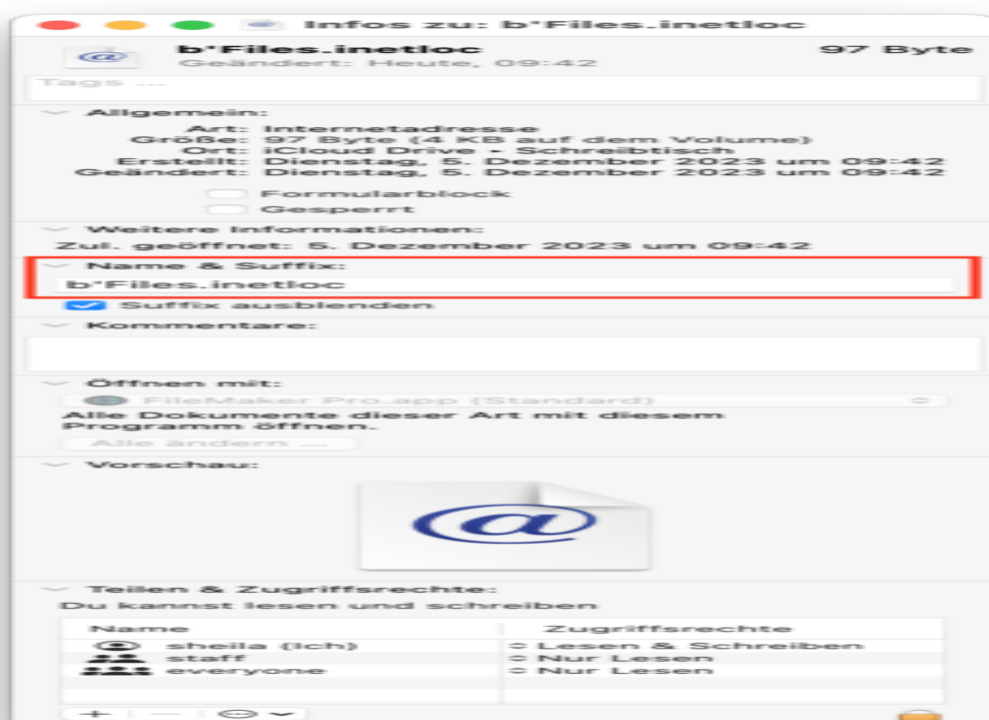 Infos zu: b'Files.inetloc
b'Files.inetloc 97 Byte
Geändert: Heute, 09:42
Tags ...
Allgemein:
Art: Internetadresse
Größe: 97 Byte (4 KB auf dem Volume)
Ort: iCloud Drive • Schreibtisch
Erstellt: Dienstag, 5. Dezember 2023 um 09:42
Geändert: Dienstag, 5. Dezember 2023 um 09:42
Formularblock
Gesperrt
Weitere Informationen:
Zul. geöffnet: 5. Dezember 2023 um 09:42
Name & Suffix:
b'Files.inetloc
Suffix ausblenden
Kommentare:
Öffnen mit:
FileMaker Pro.app (Standard)
Alle Dokumente dieser Art mit diesem
Programm öffnen.
Alle ändern ...
Vorschau:
@
Teilen & Zugriffsrechte:
Du kannst lesen und schreiben
Name Zugriffsrechte
sheila (Ich) Lesen & Schreiben
staff Nur Lesen
everyone Nur Lesen